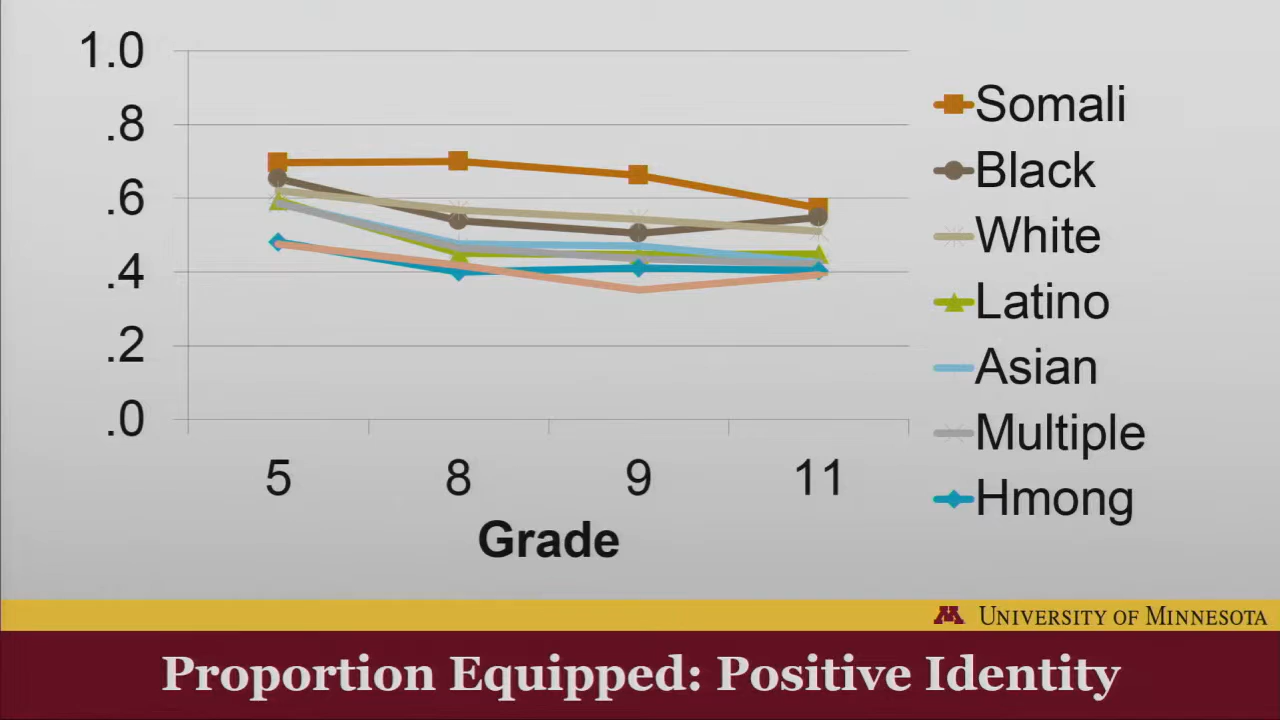 1.0
.8
.6
.4
.2
.0
5 8 9 11
Grade
Somali
Black
White
Latino
Asian
Multiple
Hmong
M UNIVERSITY OF MINNESOTA
Proportion Equipped: Positive Identity